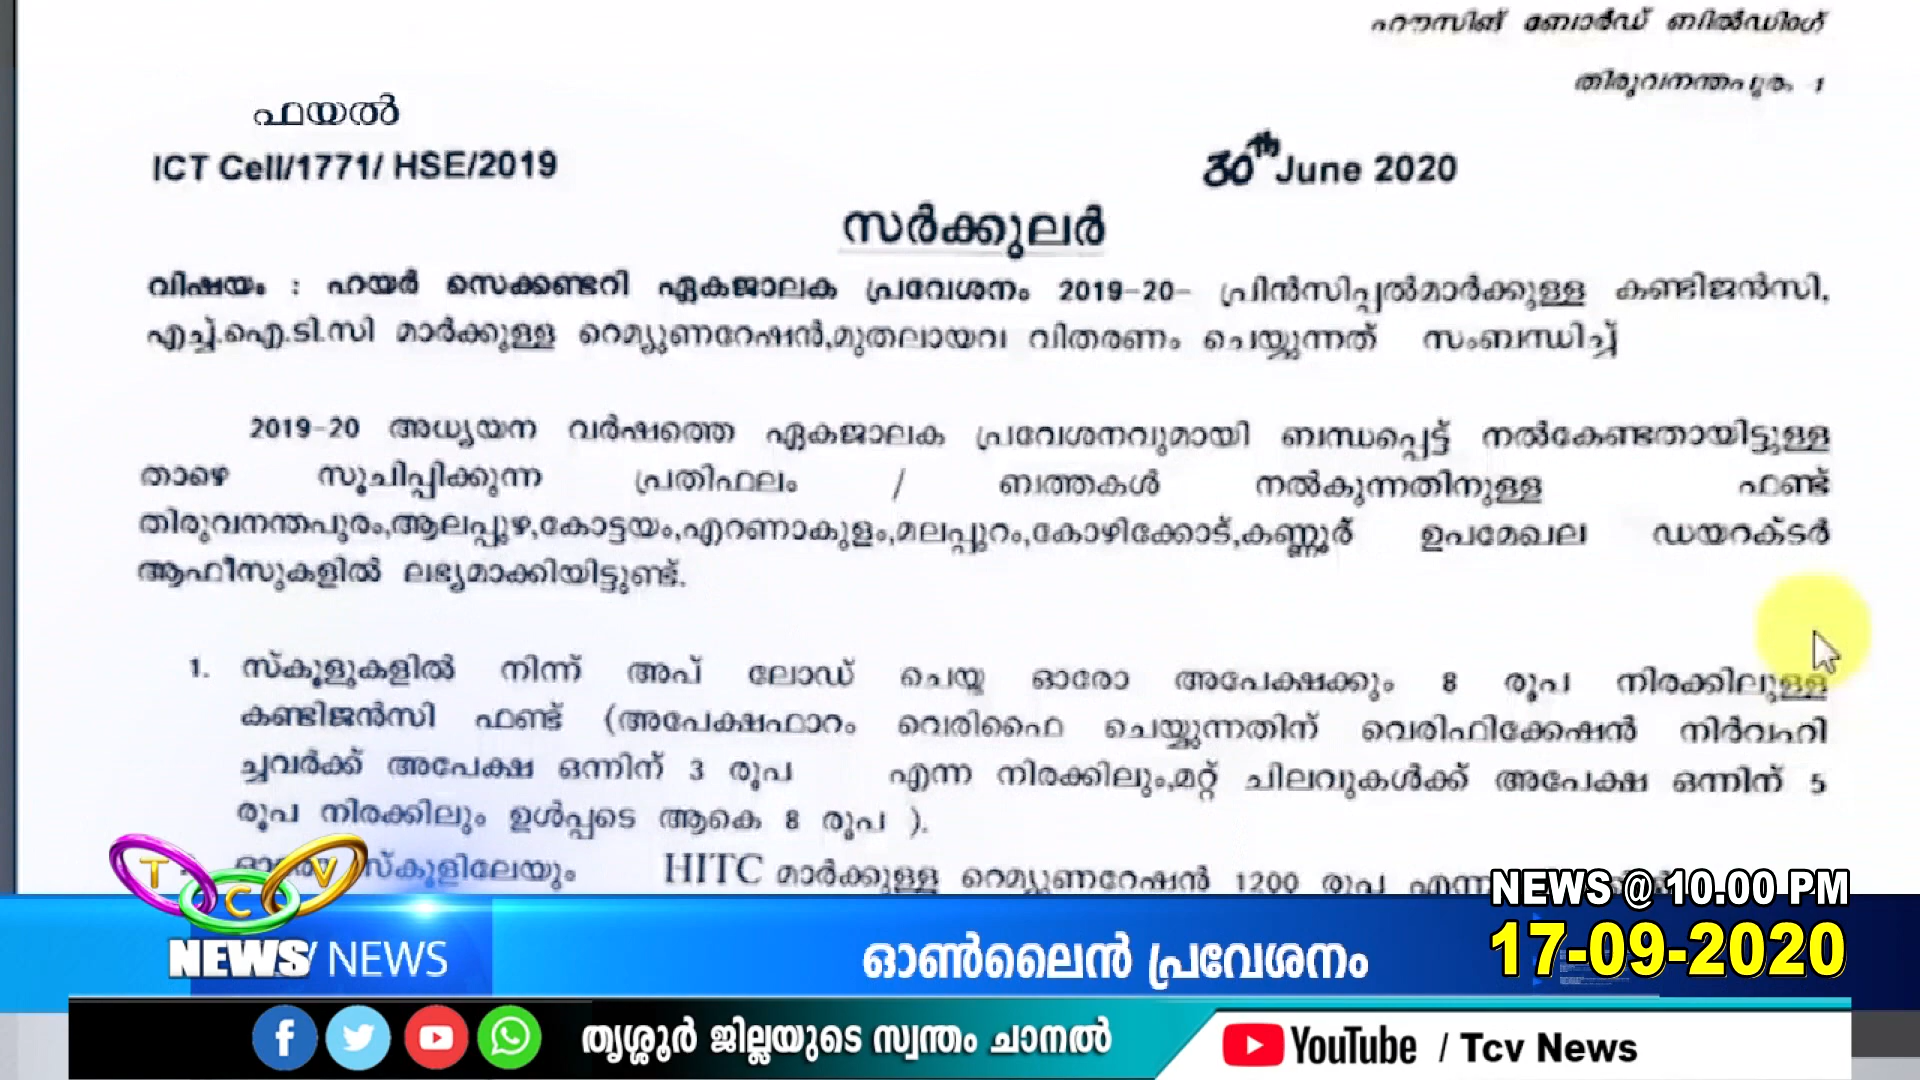 ഹൗസിങ് ബോർഡ് ബിൽഡിംഗ്
തിരുവനന്തപുരം 1
ഫയൽ
ICT Cell/1771/ HSE/2019
30th June 2020
സർക്കുലർ
വിഷയം : ഹയർ സെക്കണ്ടറി ഏകജാലക പ്രവേശനം 2019-20- പ്രിൻസിപ്പൽമാർക്കുള്ള കണ്ടിജൻസി,
എച്ച്.ഐ.ടി.സി മാർക്കുള്ള റെമ്യുണറേഷൻ,മുതലായവ വിതരണം ചെയ്യുന്നത് സംബന്ധിച്ച്
2019-20 അധ്യയന വർഷത്തെ ഏകജാലക പ്രവേശനവുമായി ബന്ധപ്പെട്ട് നൽകേണ്ടതായിട്ടുള്ള
താഴെ സൂചിപ്പിക്കുന്ന പ്രതിഫലം / ബത്തകൾ നൽകുന്നതിനുള്ള ഫണ്ട്
തിരുവനന്തപുരം,ആലപ്പുഴ,കോട്ടയം,എറണാകുളം,മലപ്പുറം,കോഴിക്കോട്,കണ്ണൂര് ഉപമേഖല ഡയറക്ടർ
ആഫീസുകളിൽ ലഭ്യമാക്കിയിട്ടുണ്ട്.
1. സ്കൂളുകളിൽ നിന്ന് അപ് ലോഡ് ചെയ്ത ഓരോ അപേക്ഷക്കും 8 രൂപ നിരക്കിലുള്ള
കണ്ടിജൻസി ഫണ്ട് (അപേക്ഷഫാറം വെരിഫൈ ചെയ്യുന്നതിന് വെരിഫിക്കേഷൻ നിർവഹി
ച്ചവർക്ക് അപേക്ഷ ഒന്നിന് 3 രൂപ എന്ന നിരക്കിലും,മറ്റ് ചിലവുകൾക്ക് അപേക്ഷ ഒന്നിന് 5
രൂപ നിരക്കിലും ഉൾപ്പടെ ആകെ 8 രൂപ ).
സ്കൂളിലേയും HITC മാർക്കുള്ള റെമ്യുണറേഷൻ 1200 രൂപ എന്ന
TCV
NEWS / NEWS
ഓൺലൈൻ പ്രവേശനം
NEWS @ 10.00 PM
17-09-2020
തൃശ്ശൂർ ജില്ലയുടെ സ്വന്തം ചാനൽ
YouTube / Tcv News